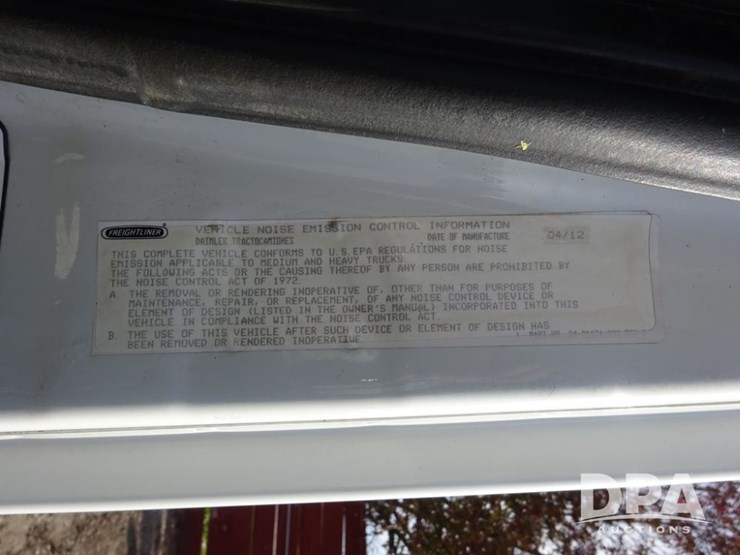 FREIGHTLINER VEHICLE NOISE EMISSION CONTROL INFORMATION
DAIMLER TRACTOCAMIONES DATE OF MANUFACTURE 04/12
THIS COMPLETE VEHICLE CONFORMS TO U.S.EPA REGULATIONS FOR NOISE
EMISSION APPLICABLE TO MEDIUM AND HEAVY TRUCKS.
THE FOLLOWING ACTS OR THE CAUSING THEREOF BY ANY PERSON ARE PROHIBITED BY
THE NOISE CONTROL ACT OF 1972.
A. THE REMOVAL OR RENDERING INOPERATIVE OF, OTHER THAN FOR PURPOSES OF
MAINTENANCE, REPAIR, OR REPLACEMENT, OF ANY NOISE CONTROL DEVICE OR
ELEMENT OF DESIGN (LISTED IN THE OWNER'S MANUAL) INCORPORATED INTO THIS
VEHICLE IN COMPLIANCE WITH THE NOISE CONTROL ACT.
B. THE USE OF THIS VEHICLE AFTER SUCH DEVICE OR ELEMENT OF DESIGN HAS
BEEN REMOVED OR RENDERED INOPERATIVE.
PART NO.
DPA
AUCTIONS